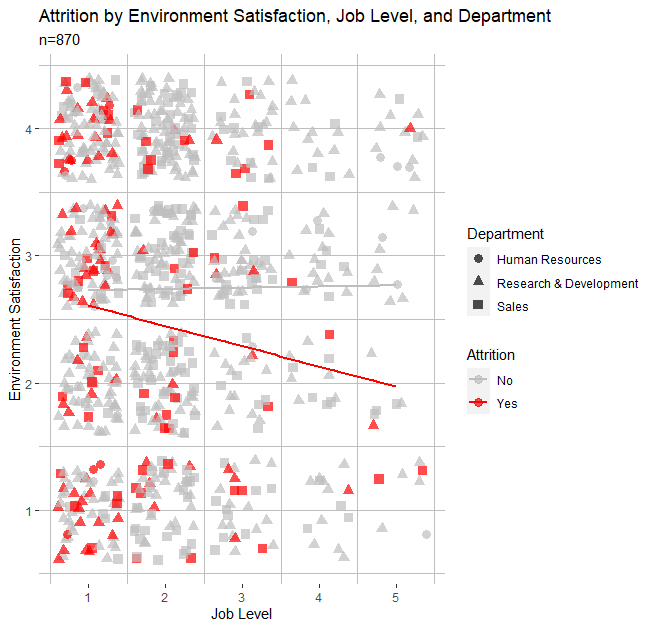 Attrition by Environment Satisfaction, Job Level, and Department
n=870
Environment Satisfaction
4
3
2
1
1 2 3 4 5
Job Level
Department
Human Resources
Research & Development
Sales
Attrition
No
Yes